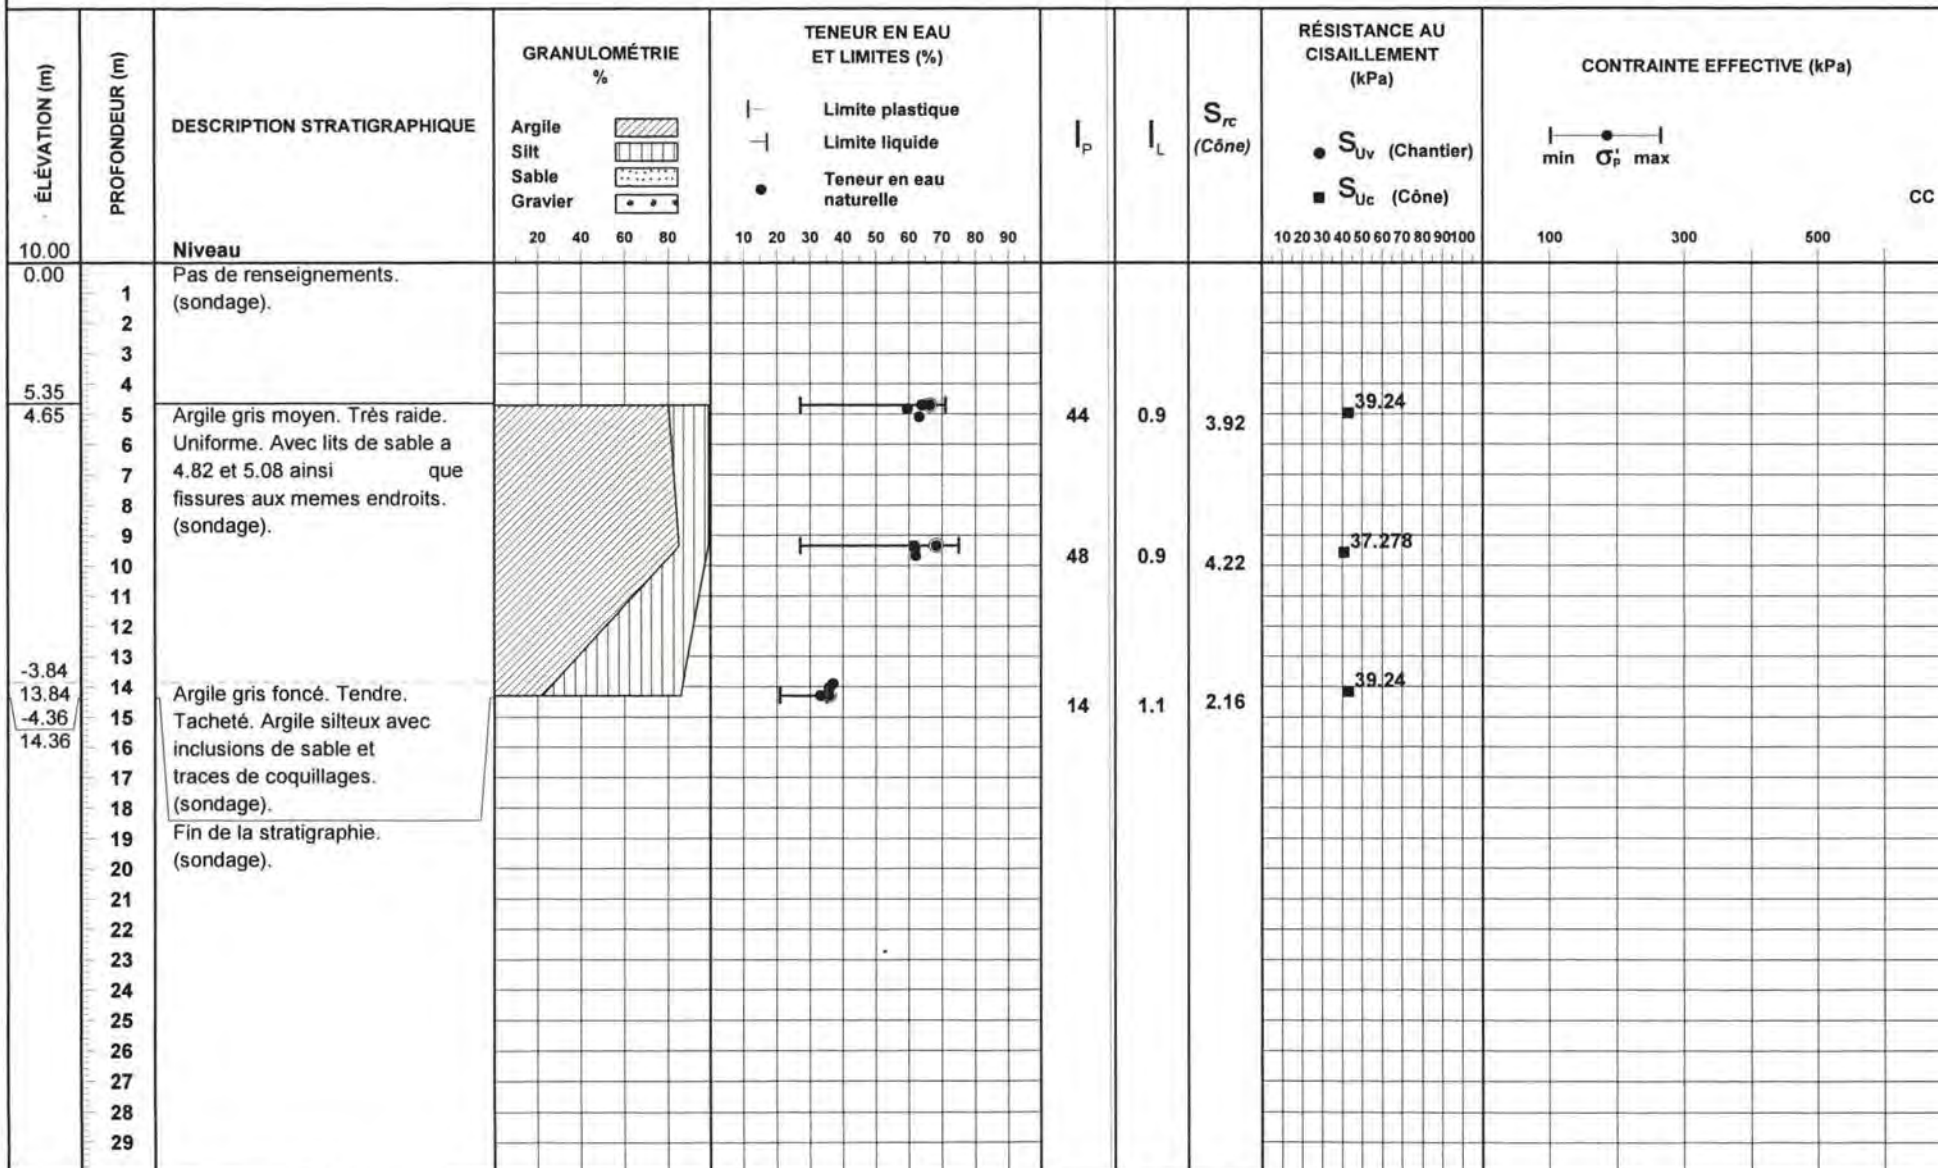 ÉLÉVATION (m)
PROFONDEUR (m)
DESCRIPTION STRATIGRAPHIQUE
GRANULOMÉTRIE
%
Argile
Silt
Sable
Gravier
20 40 60 80
TENEUR EN EAU
ET LIMITES (%)
Limite plastique
Limite liquide
Teneur en eau
naturelle
10 20 30 40 50 60 70 80 90
IP
IL
Src
(Cône)
RÉSISTANCE AU
CISAILLEMENT
(kPa)
SUv (Chantier)
SUc (Cône)
10 20 30 40 50 60 70 80 90 100
CONTRAINTE EFFECTIVE (kPa)
min σ'p max
CC
100 300 500
10.00
Niveau
0.00
Pas de renseignements.
(sondage).
1
2
3
4
5.35
4.65
Argile gris moyen. Très raide.
Uniforme. Avec lits de sable a
4.82 et 5.08 ainsi que
fissures aux memes endroits.
(sondage).
5
44 0.9 3.92
39.24
6
7
8
9
10
48 0.9 4.22
37.278
11
12
13
-3.84
13.84
14
-4.36
14.36
Argile gris foncé. Tendre.
Tacheté. Argile silteux avec
inclusions de sable et
traces de coquillages.
(sondage).
14 1.1 2.16
39.24
15
16
17
18
Fin de la stratigraphie.
(sondage).
19
20
21
22
23
24
25
26
27
28
29